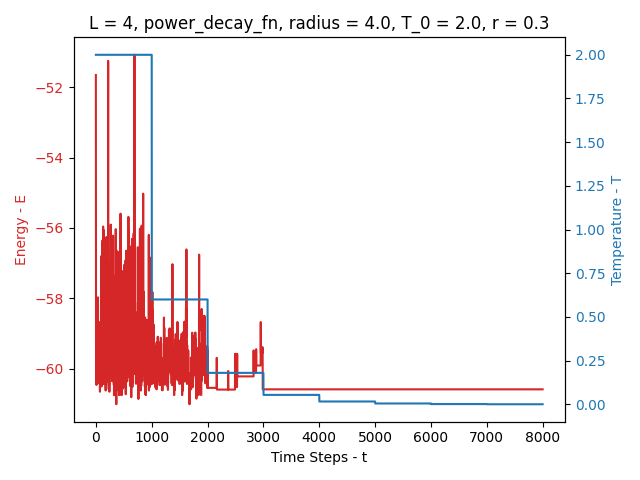 L = 4, power_decay_fn, radius = 4.0, T_0 = 2.0, r = 0.3
Energy - E
−52
−54
−56
−58
−60
2.00
1.75
1.50
1.25
1.00
0.75
0.50
0.25
0.00
Temperature - T
0 1000 2000 3000 4000 5000 6000 7000 8000
Time Steps - t